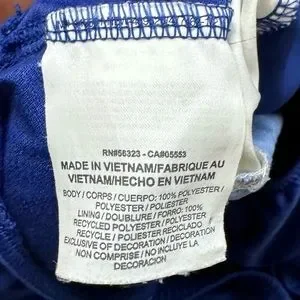 RN#56323 - CA#05553
MADE IN VIETNAM/FABRIQUE AU
VIETNAM/HECHO EN VIETNAM
BODY / CORPS / CUERPO: 100% POLYESTER /
POLYESTER / POLIESTER
LINING / DOUBLURE / FORRO: 100%
RECYCLED POLYESTER / POLYESTER
RECYCLE / POLIESTER RECICLADO /
EXCLUSIVE OF DECORATION / DECORATION
NON COMPRISE / NO INCLUYE LA
DECORACION